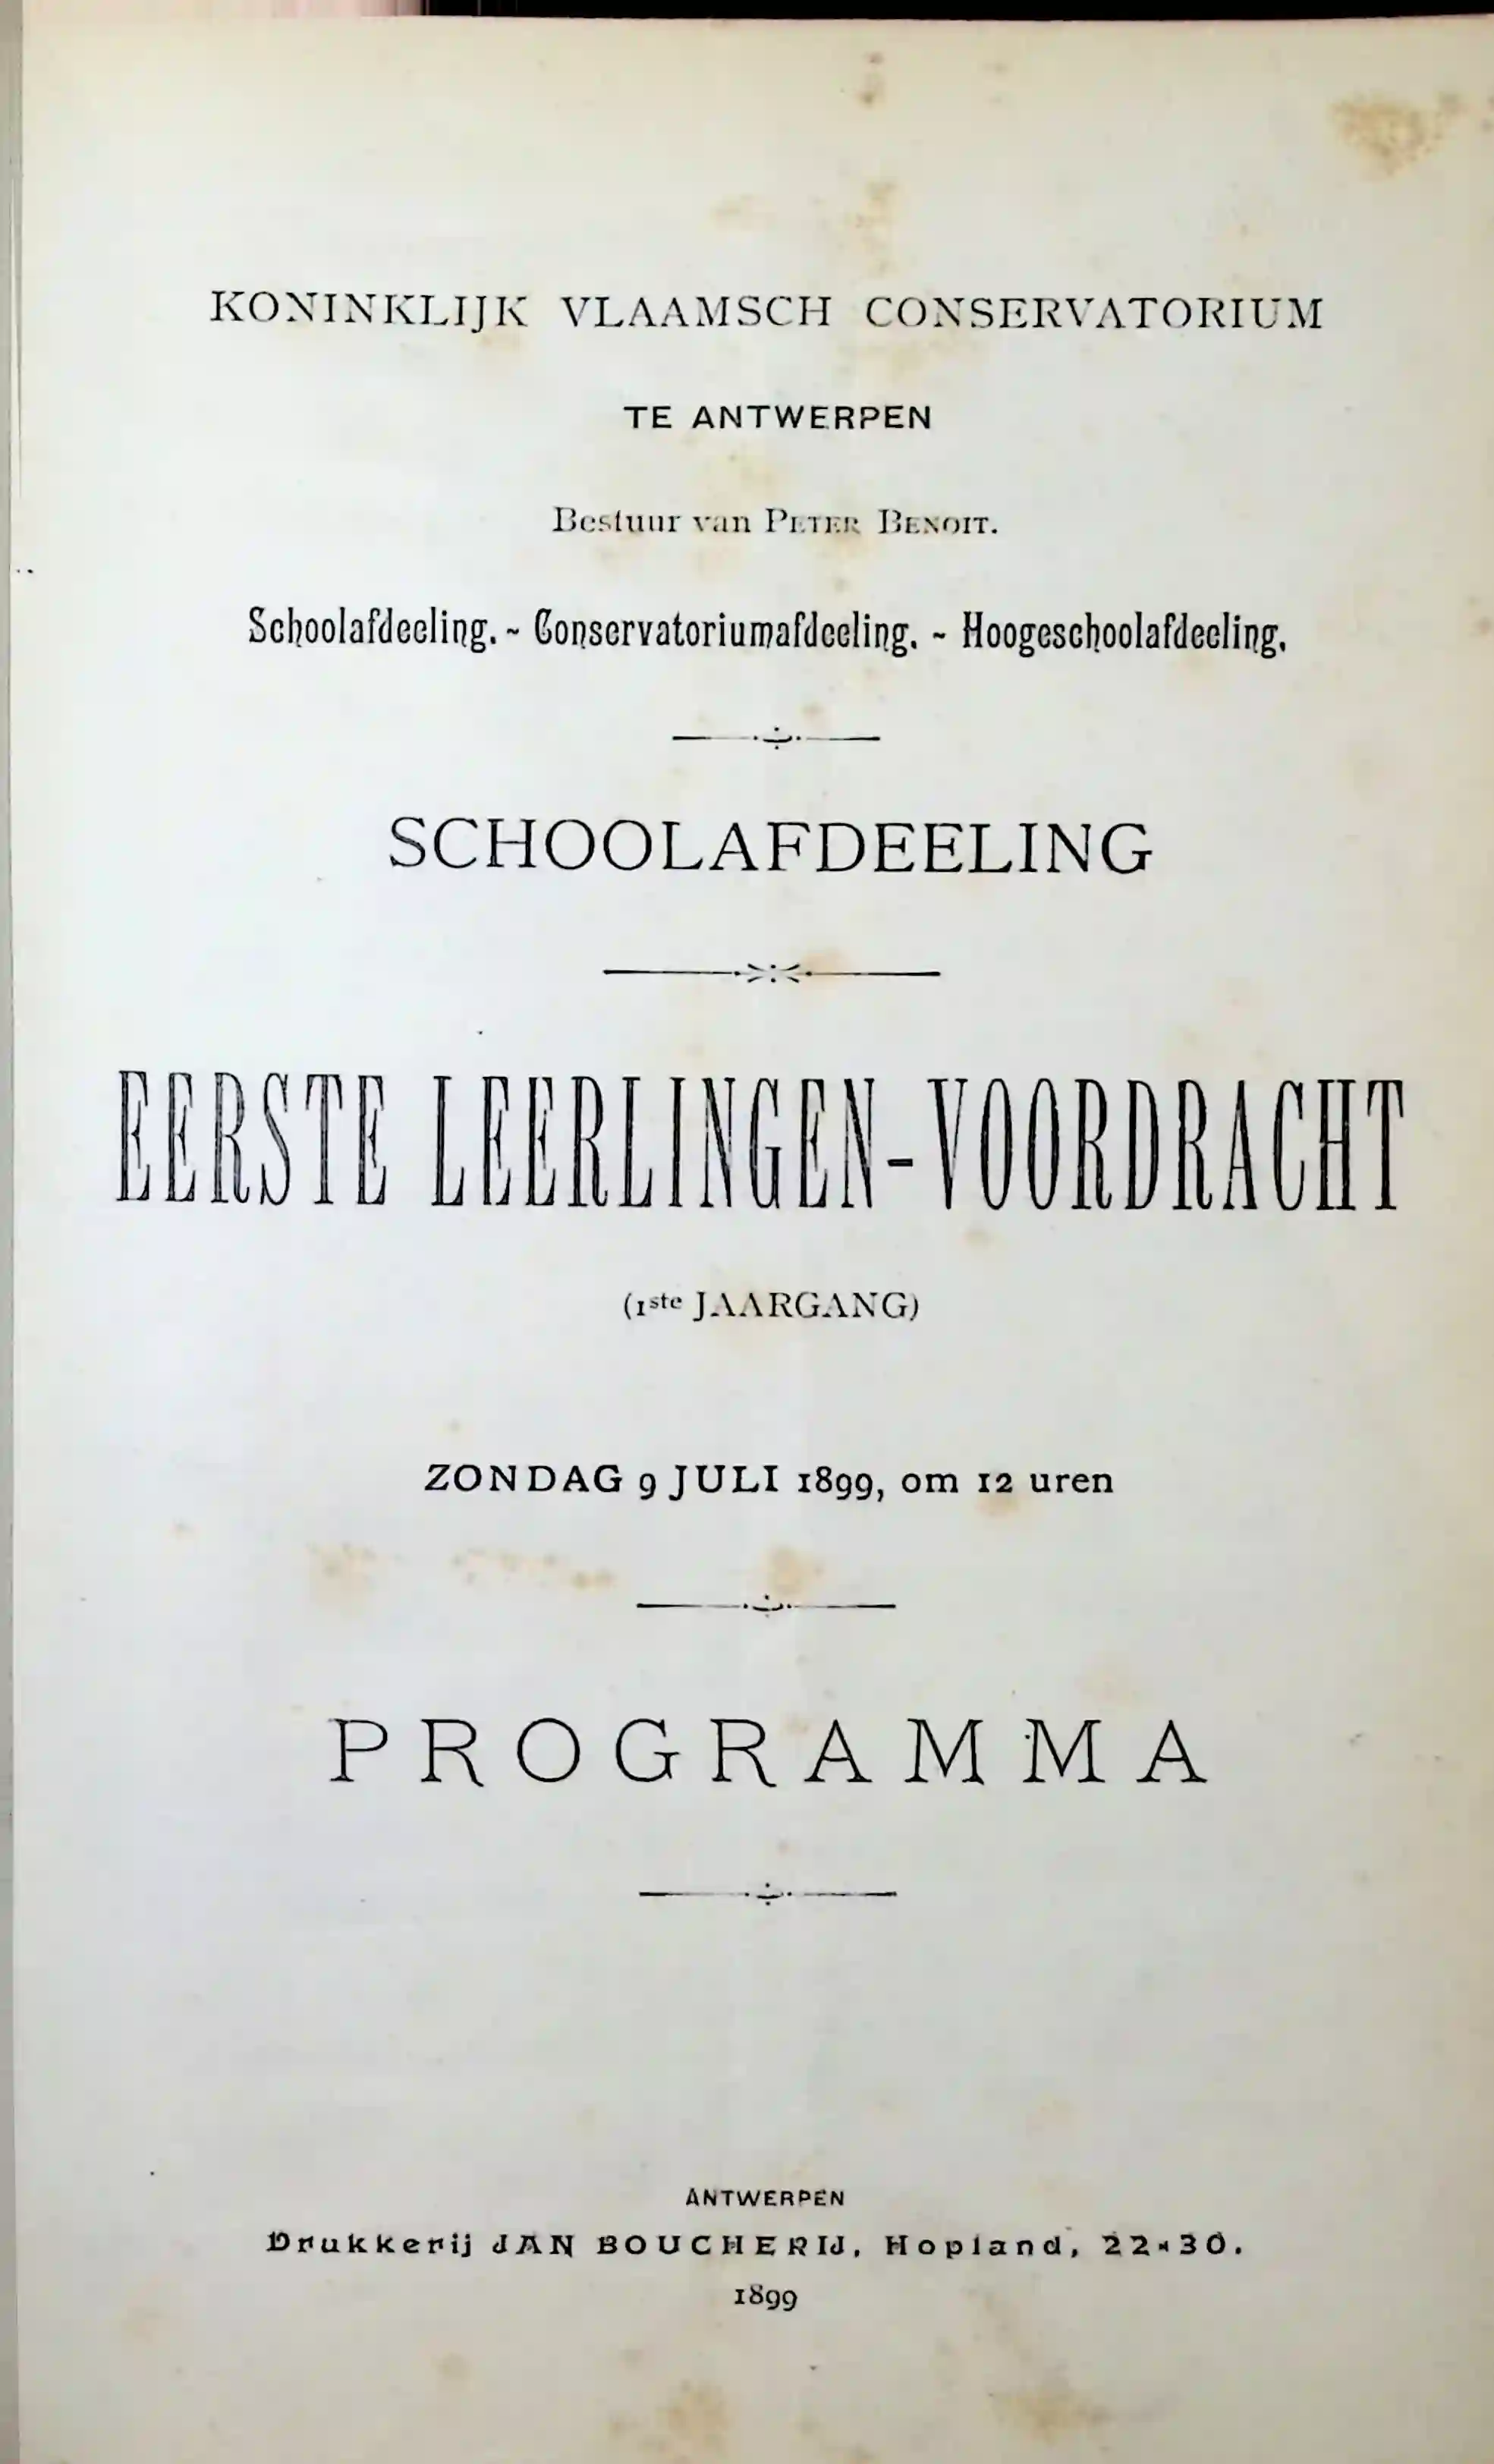 KONINKLIJK VLAAMSCH CONSERVATORIUM
TE ANTWERPEN
Bestuur van PETER BENOIT.
Schoolafdeeling. - Conservatoriumafdeeling. - Hoogeschoolafdeeling.
SCHOOLAFDEELING
EERSTE LEERLINGEN-VOORDRACHT
(1ste JAARGANG)
ZONDAG 9 JULI 1899, om 12 uren
PROGRAMMA
ANTWERPEN
Drukkerij JAN BOUCHERIJ, Hopland, 22-30.
1899